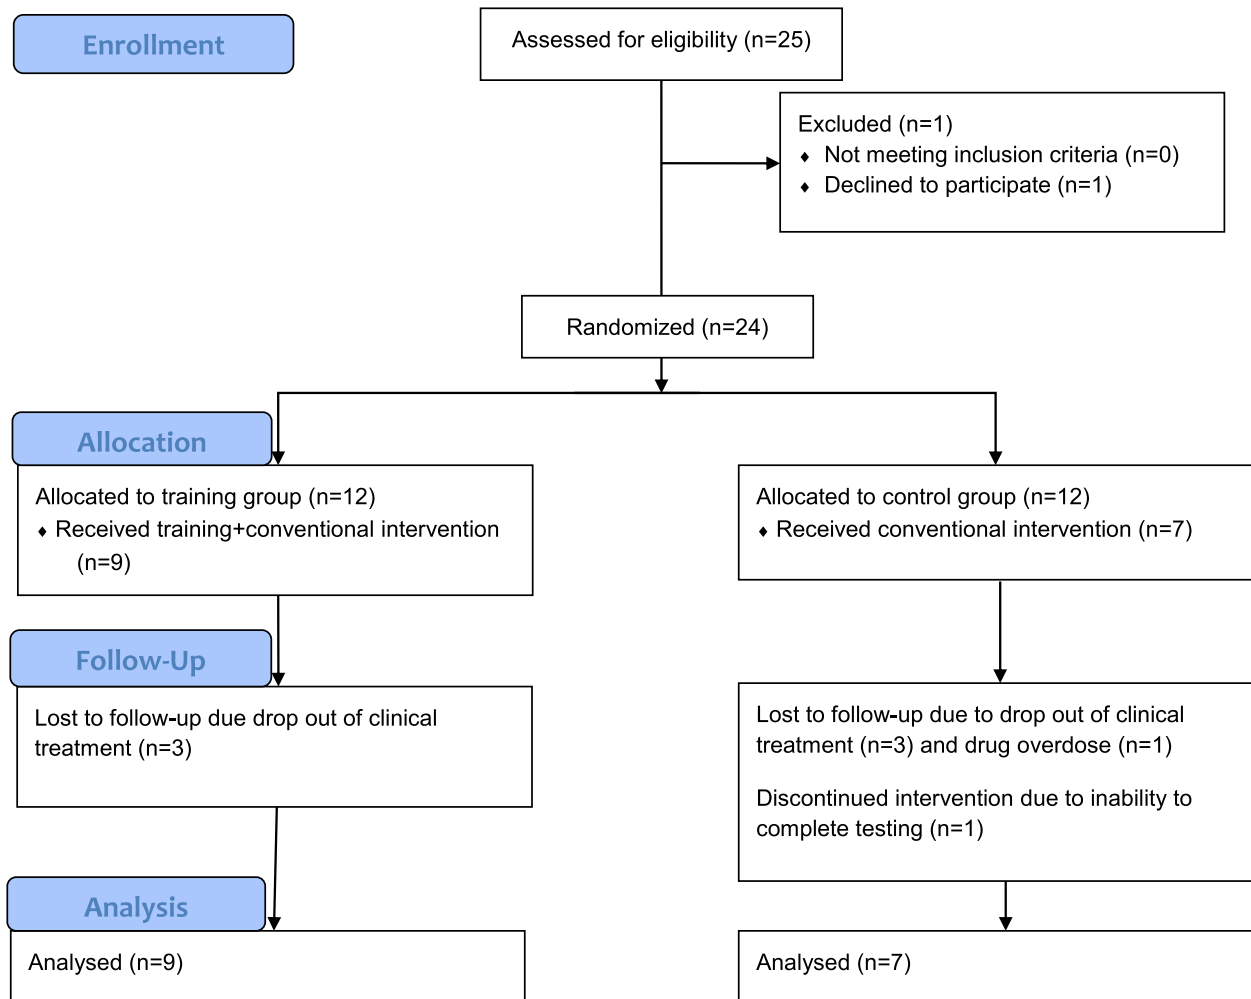 Enrollment
Assessed for eligibility (n=25)
Excluded (n=1)
♦ Not meeting inclusion criteria (n=0)
♦ Declined to participate (n=1)
Randomized (n=24)
Allocation
Allocated to training group (n=12)
♦ Received training+conventional intervention
(n=9)
Allocated to control group (n=12)
♦ Received conventional intervention (n=7)
Follow-Up
Lost to follow-up due drop out of clinical
treatment (n=3)
Lost to follow-up due to drop out of clinical
treatment (n=3) and drug overdose (n=1)
Discontinued intervention due to inability to
complete testing (n=1)
Analysis
Analysed (n=9)
Analysed (n=7)